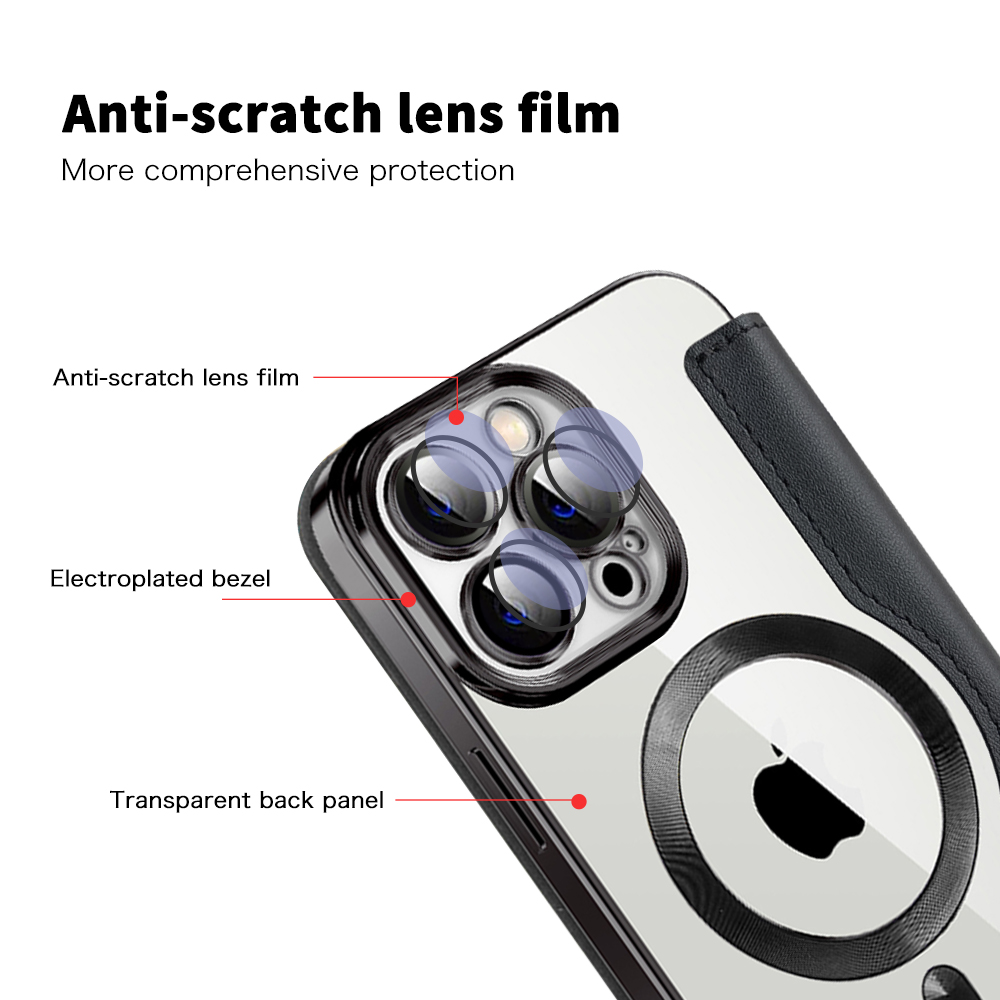 Anti-scratch lens film
More comprehensive protection
Anti-scratch lens film
Electroplated bezel
Transparent back panel